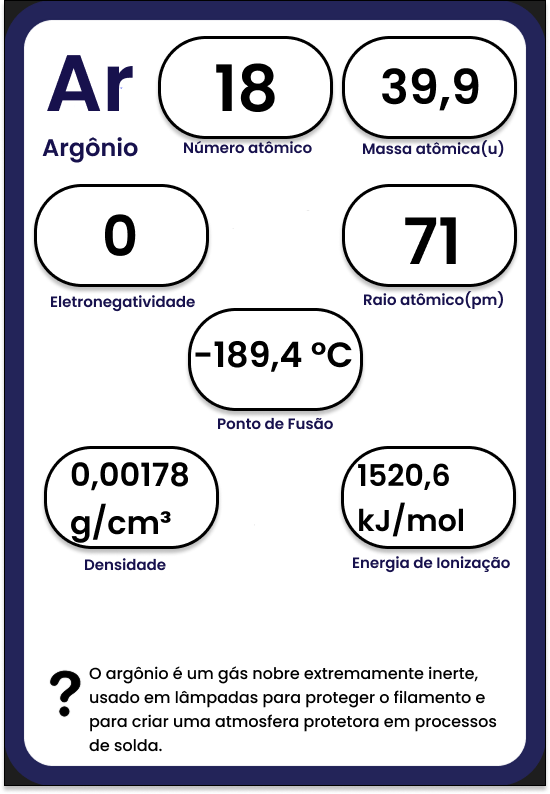 Ar
18
39,9
Argônio
Número atômico
Massa atômica(u)
0
71
Eletronegatividade
Raio atômico(pm)
-189,4 ºC
Ponto de Fusão
0,00178
g/cm³
1520,6
kJ/mol
Densidade
Energia de Ionização
?
O argônio é um gás nobre extremamente inerte,
usado em lâmpadas para proteger o filamento e
para criar uma atmosfera protetora em processos
de solda.